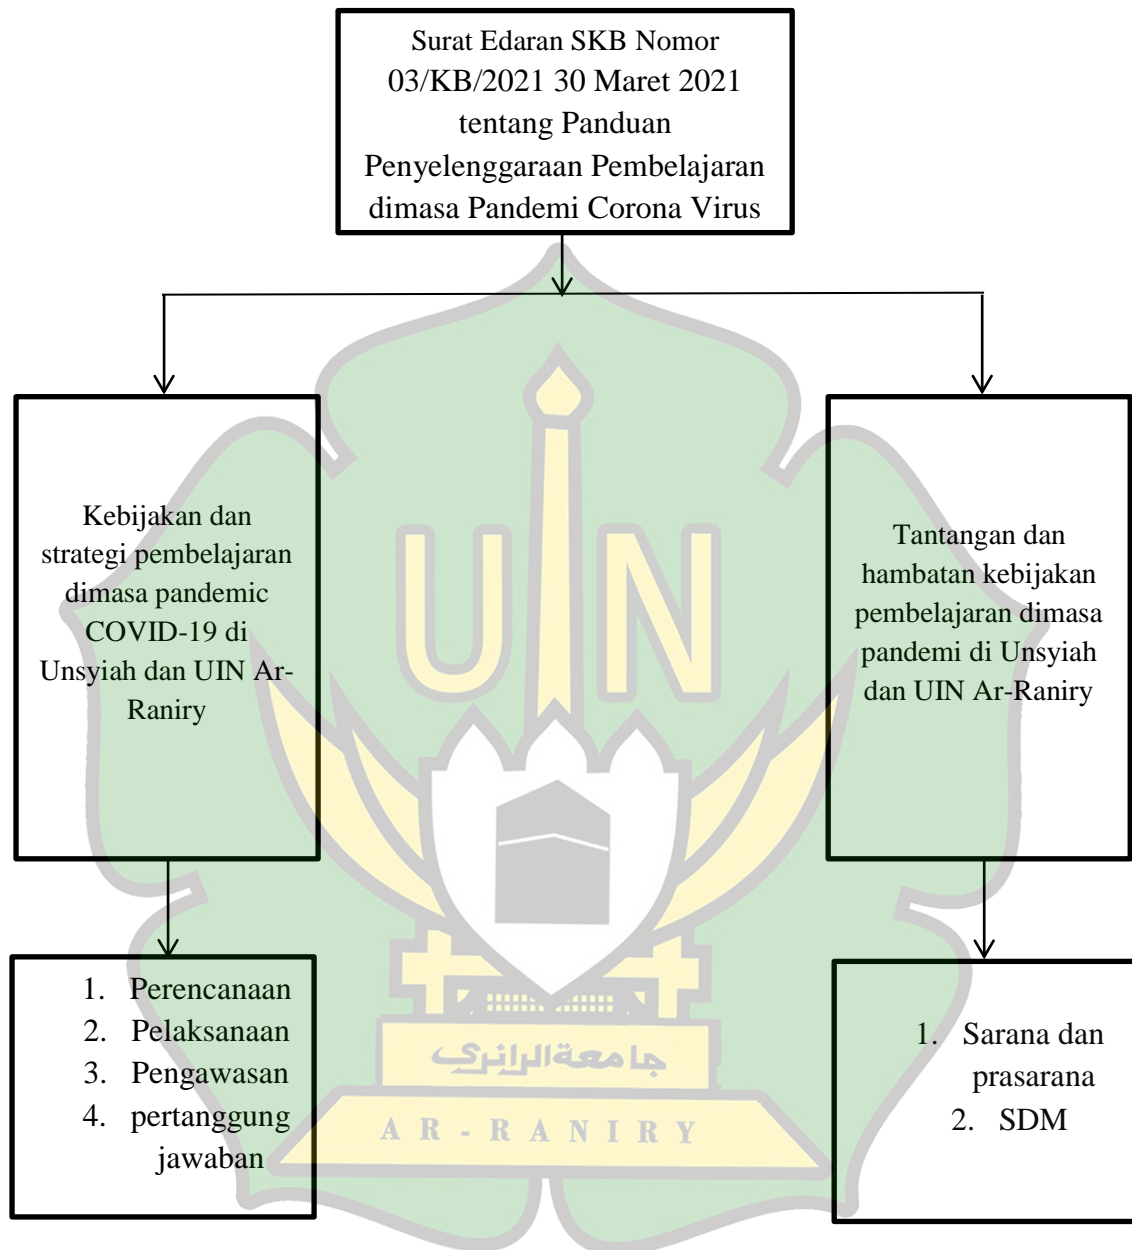 Surat Edaran SKB Nomor
03/KB/2021 30 Maret 2021
tentang Panduan
Penyelenggaraan Pembelajaran
dimasa Pandemi Corona Virus
Kebijakan dan
strategi pembelajaran
dimasa pandemic
COVID-19 di
Unsyiah dan UIN Ar-
Raniry
Tantangan dan
hambatan kebijakan
pembelajaran dimasa
pandemi di Unsyiah
dan UIN Ar-Raniry
1. Perencanaan
2. Pelaksanaan
3. Pengawasan
4. pertanggung
jawaban
1. Sarana dan
prasarana
2. SDM
UIN
جامعةالرانري
AR-RANIRY